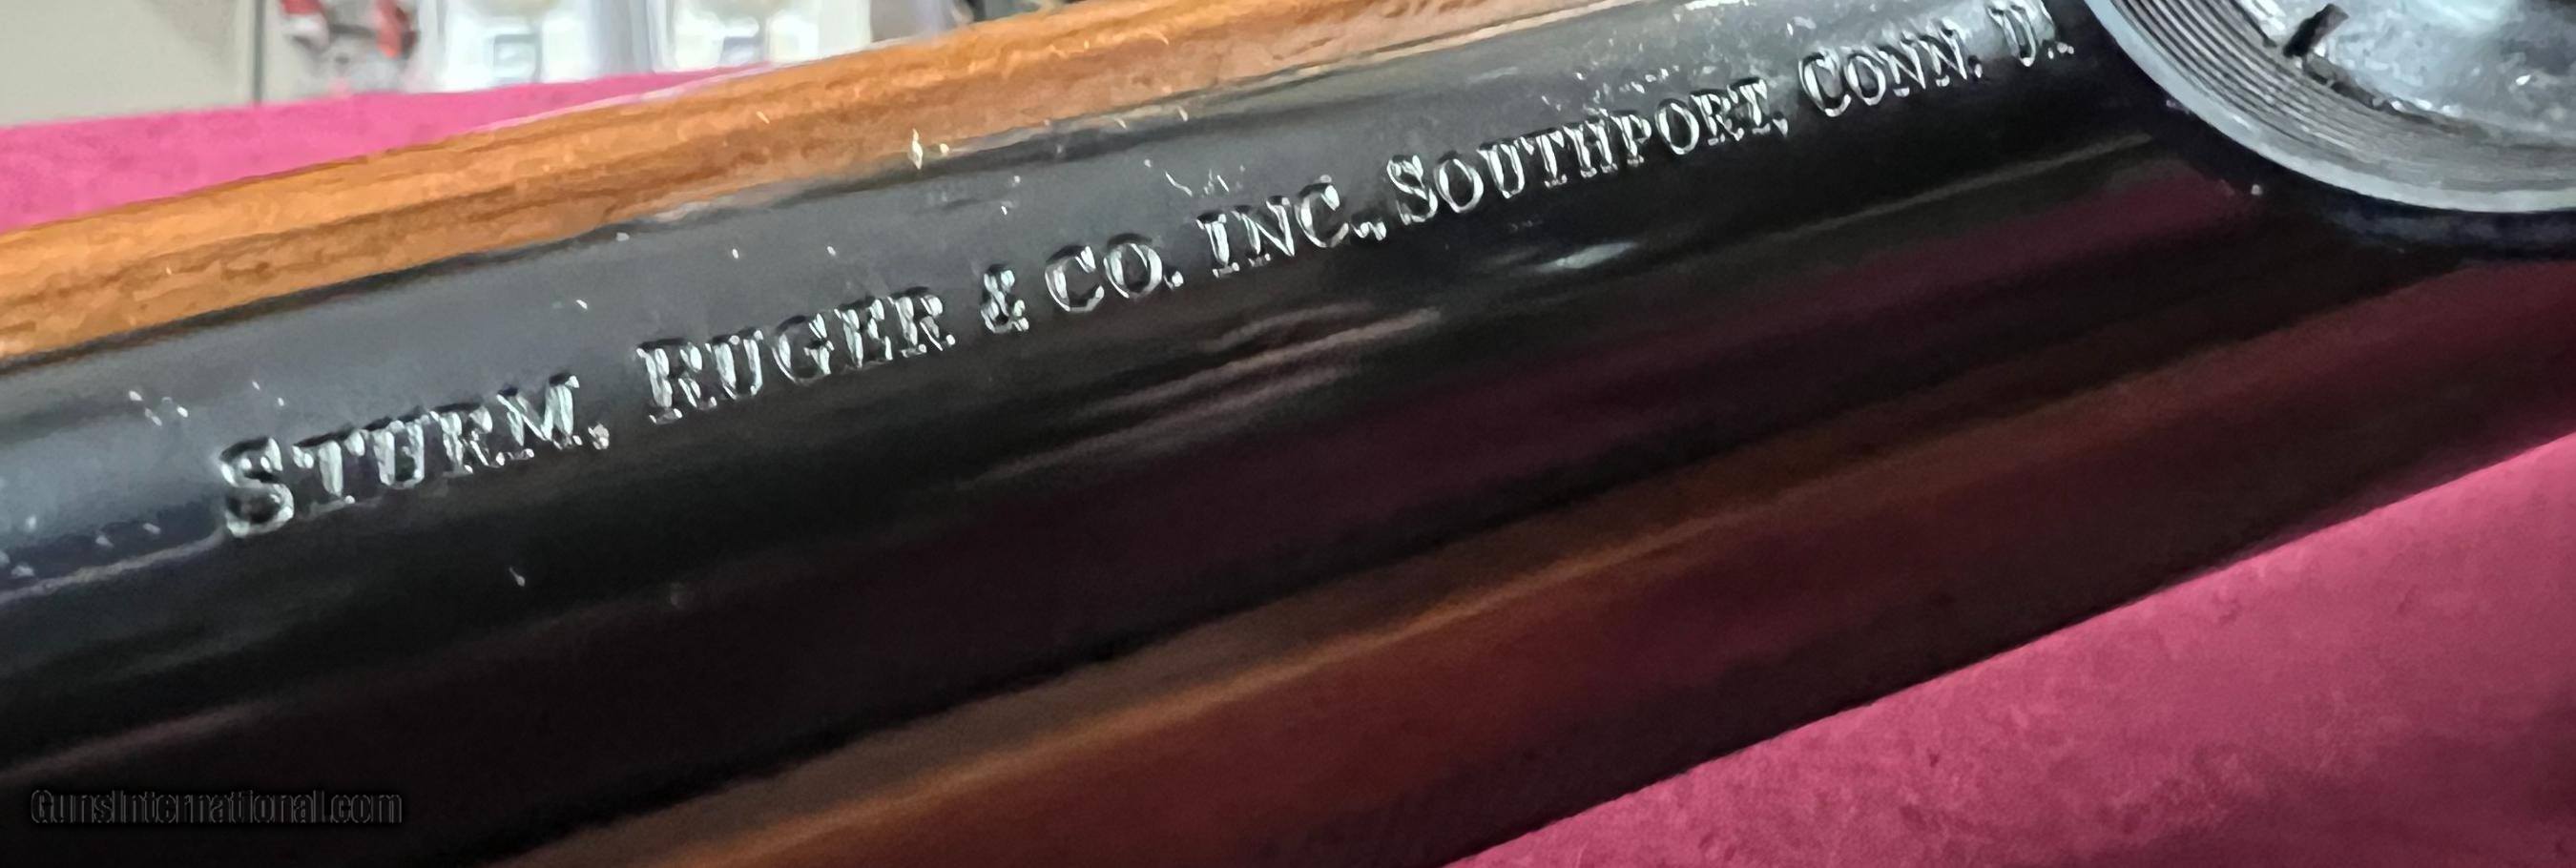 STURM, RUGER & CO. INC., SOUTHPORT, CONN. U.
GunsInternational.com